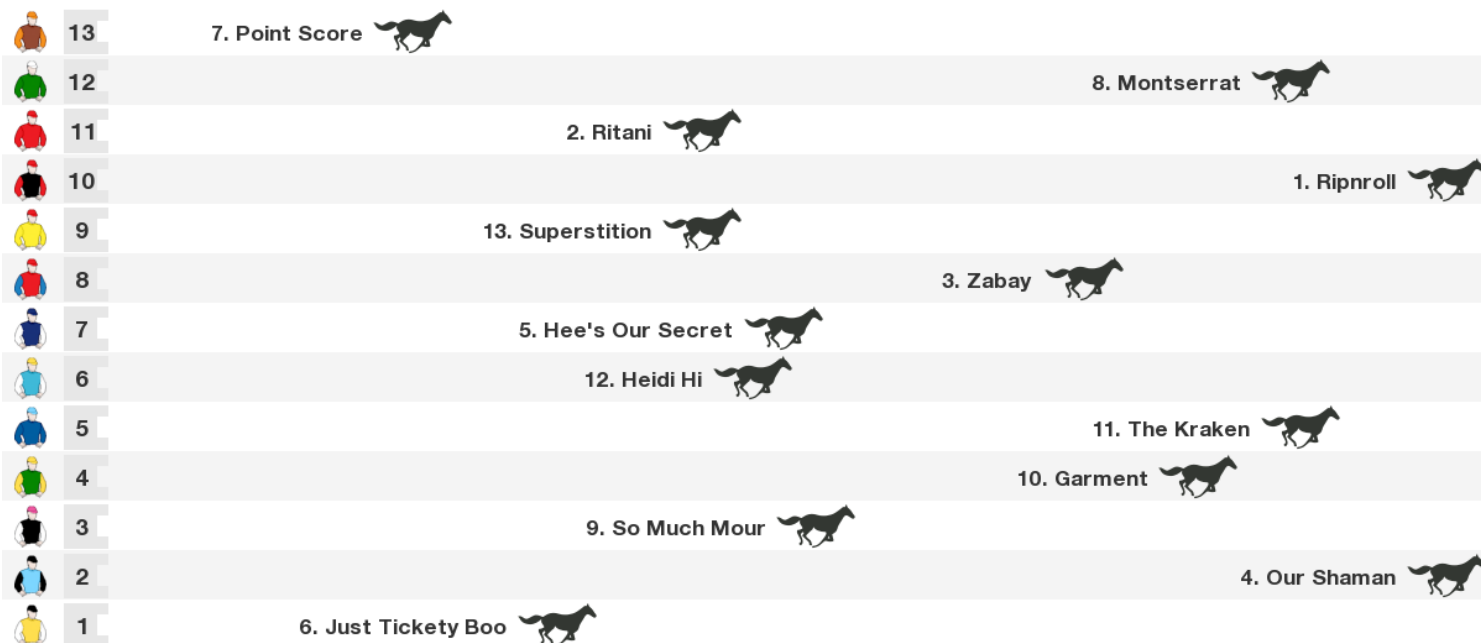 13 7. Point Score
12 8. Montserrat
11 2. Ritani
10 1. Ripnroll
9 13. Superstition
8 3. Zabay
7 5. Hee's Our Secret
6 12. Heidi Hi
5 11. The Kraken
4 10. Garment
3 9. So Much Mour
2 4. Our Shaman
1 6. Just Tickety Boo